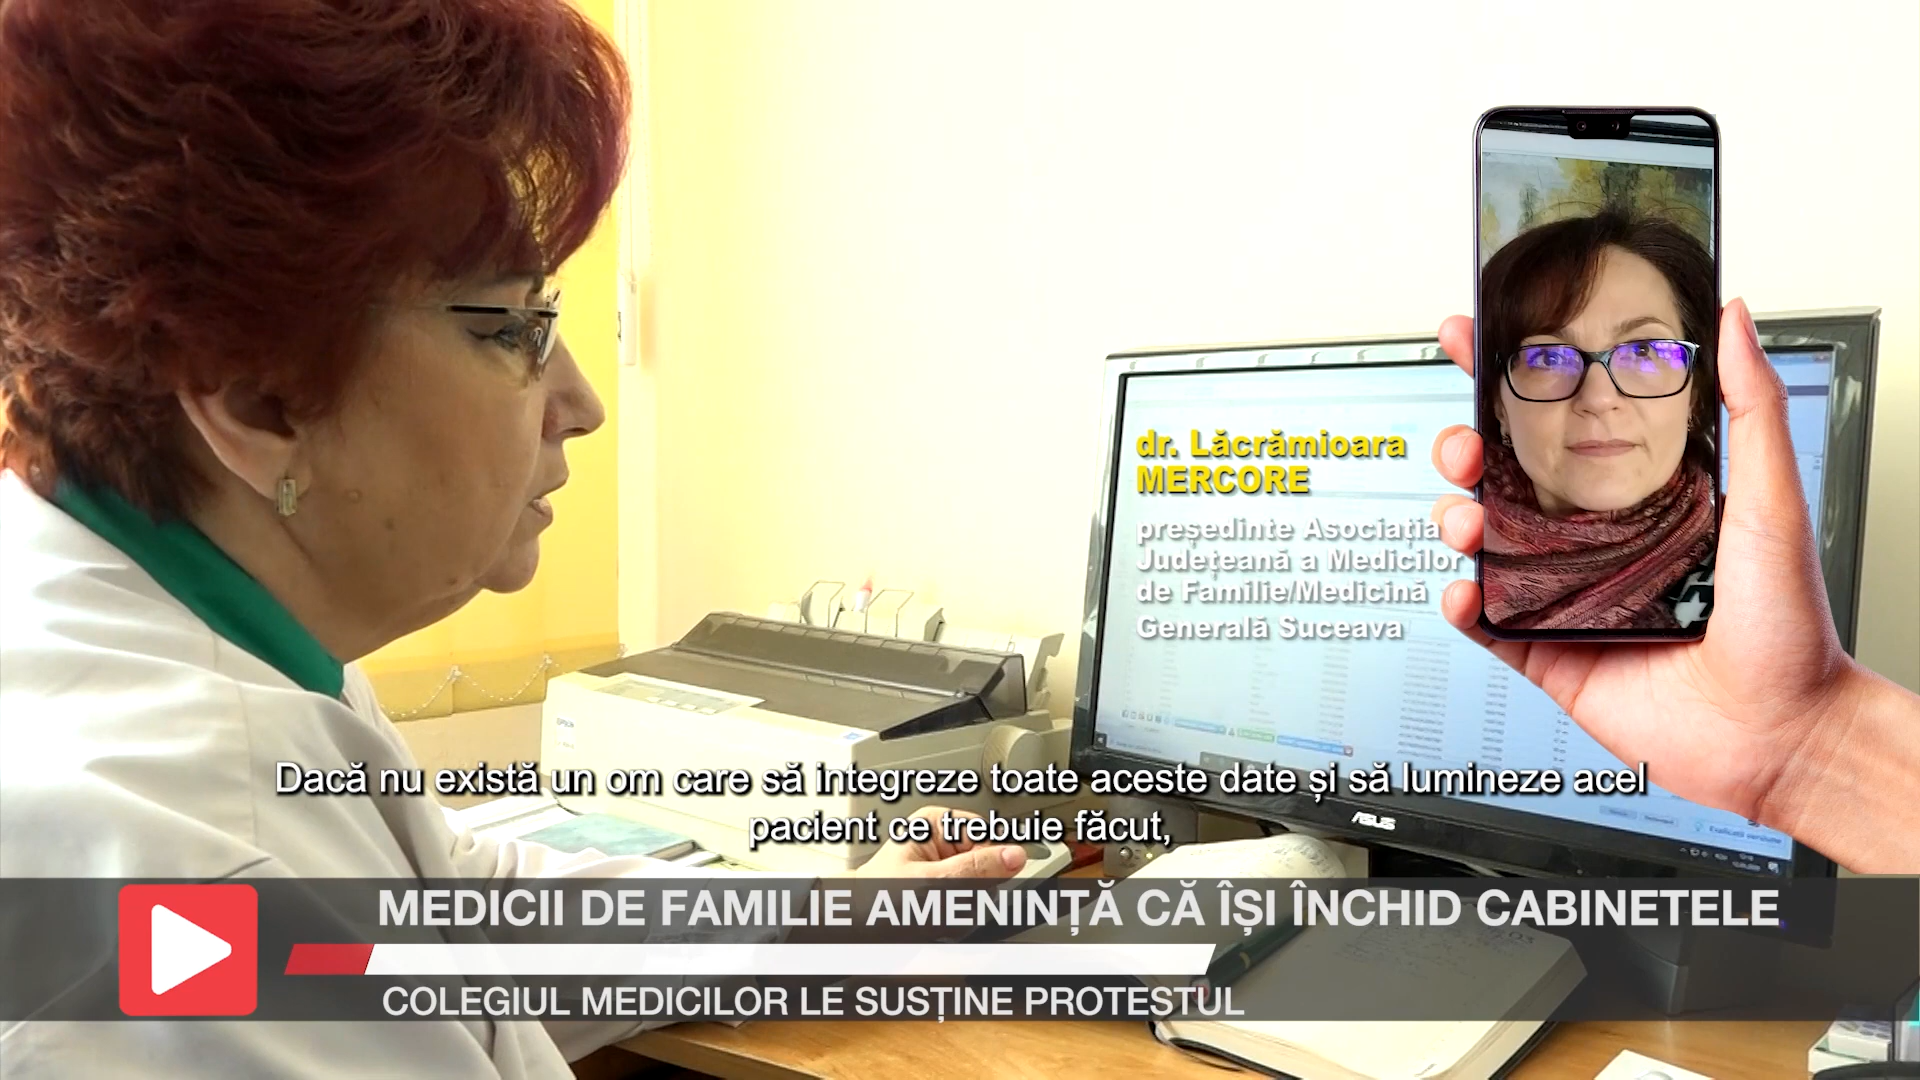 dr. Lăcrămioara
MERCORE
președinte Asociația
Județeană a Medicilor
de Familie/Medicină
Generală Suceava
EPSON
ASUS
Dacă nu există un om care să integreze toate aceste date și să lumineze acel
pacient ce trebuie făcut,
MEDICII DE FAMILIE AMENINȚĂ CĂ ÎȘI ÎNCHID CABINETELE
COLEGIUL MEDICILOR LE SUSȚINE PROTESTUL